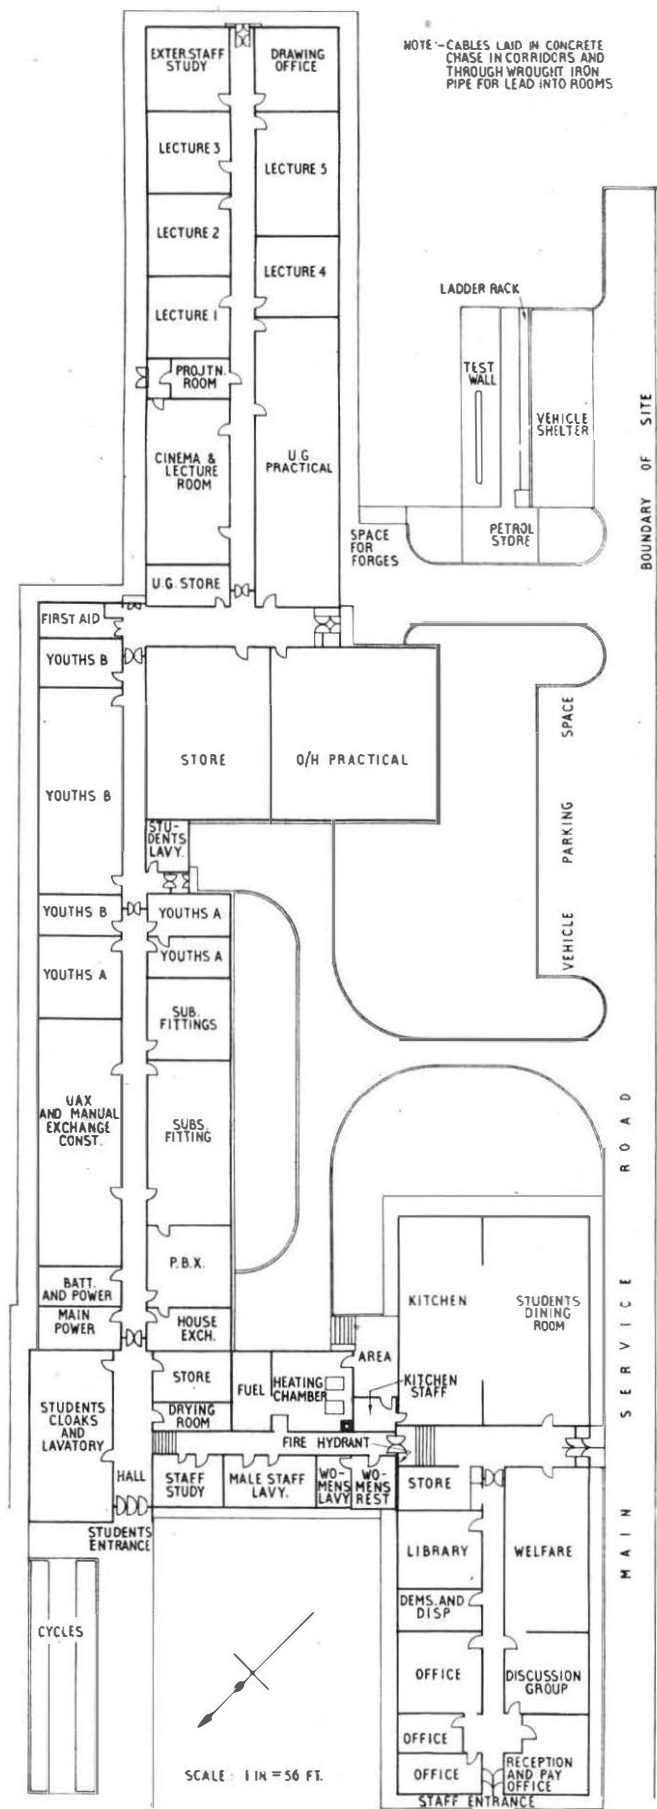 NOTE:-CABLES LAID IN CONCRETE
CHASE IN CORRIDORS AND
THROUGH WROUGHT IRON
PIPE FOR LEAD INTO ROOMS
EXTER.STAFF
STUDY
DRAWING
OFFICE
LECTURE 3
LECTURE 5
LECTURE 2
LECTURE 4
LECTURE 1
PROJTN.
ROOM
CINEMA &
LECTURE
ROOM
U.G.
PRACTICAL
U.G. STORE
LADDER RACK
TEST
WALL
VEHICLE
SHELTER
PETROL
STORE
SPACE
FOR
FORGES
BOUNDARY OF SITE
FIRST AID
YOUTHS B
YOUTHS B
STORE
O/H PRACTICAL
STU-
DENTS
LAVY.
VEHICLE PARKING SPACE
YOUTHS B
YOUTHS A
YOUTHS A
YOUTHS A
SUB.
FITTINGS
UAX
AND MANUAL
EXCHANGE
CONST.
SUBS.
FITTING
P.B.X.
BATT.
AND POWER
MAIN
POWER
HOUSE
EXCH.
KITCHEN
STUDENTS
DINING
ROOM
AREA
KITCHEN
STAFF
STORE
FUEL
HEATING
CHAMBER
DRYING
ROOM
STUDENTS
CLOAKS
AND
LAVATORY
FIRE HYDRANT
HALL
STAFF
STUDY
MALE STAFF
LAVY.
WO-
MENS
LAVY
WO-
MENS
REST
STORE
STUDENTS
ENTRANCE
LIBRARY
WELFARE
DEMS. AND
DISP
CYCLES
OFFICE
DISCUSSION
GROUP
OFFICE
OFFICE
RECEPTION
AND PAY
OFFICE
STAFF ENTRANCE
MAIN SERVICE ROAD
SCALE: 1 IN = 56 FT.